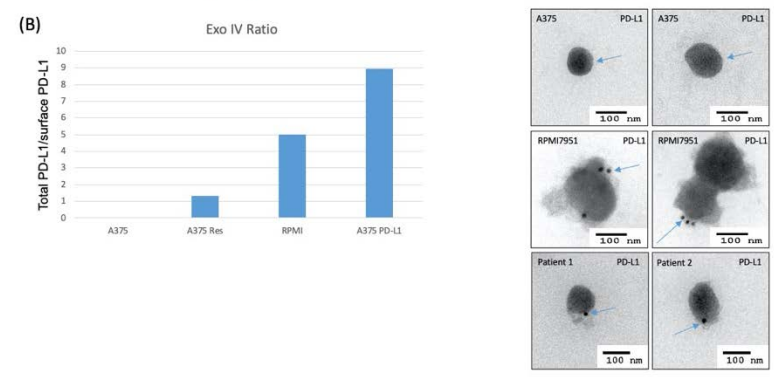 (B)
Exo IV Ratio
Total PD-L1/surface PD-L1
10
9
8
7
6
5
4
3
2
1
0
A375
A375 Res
RPMI
A375 PD-L1
A375 PD-L1
100 nm
A375 PD-L1
100 nm
RPMI7951 PD-L1
100 nm
RPMI7951 PD-L1
100 nm
Patient 1 PD-L1
100 nm
Patient 2 PD-L1
100 nm